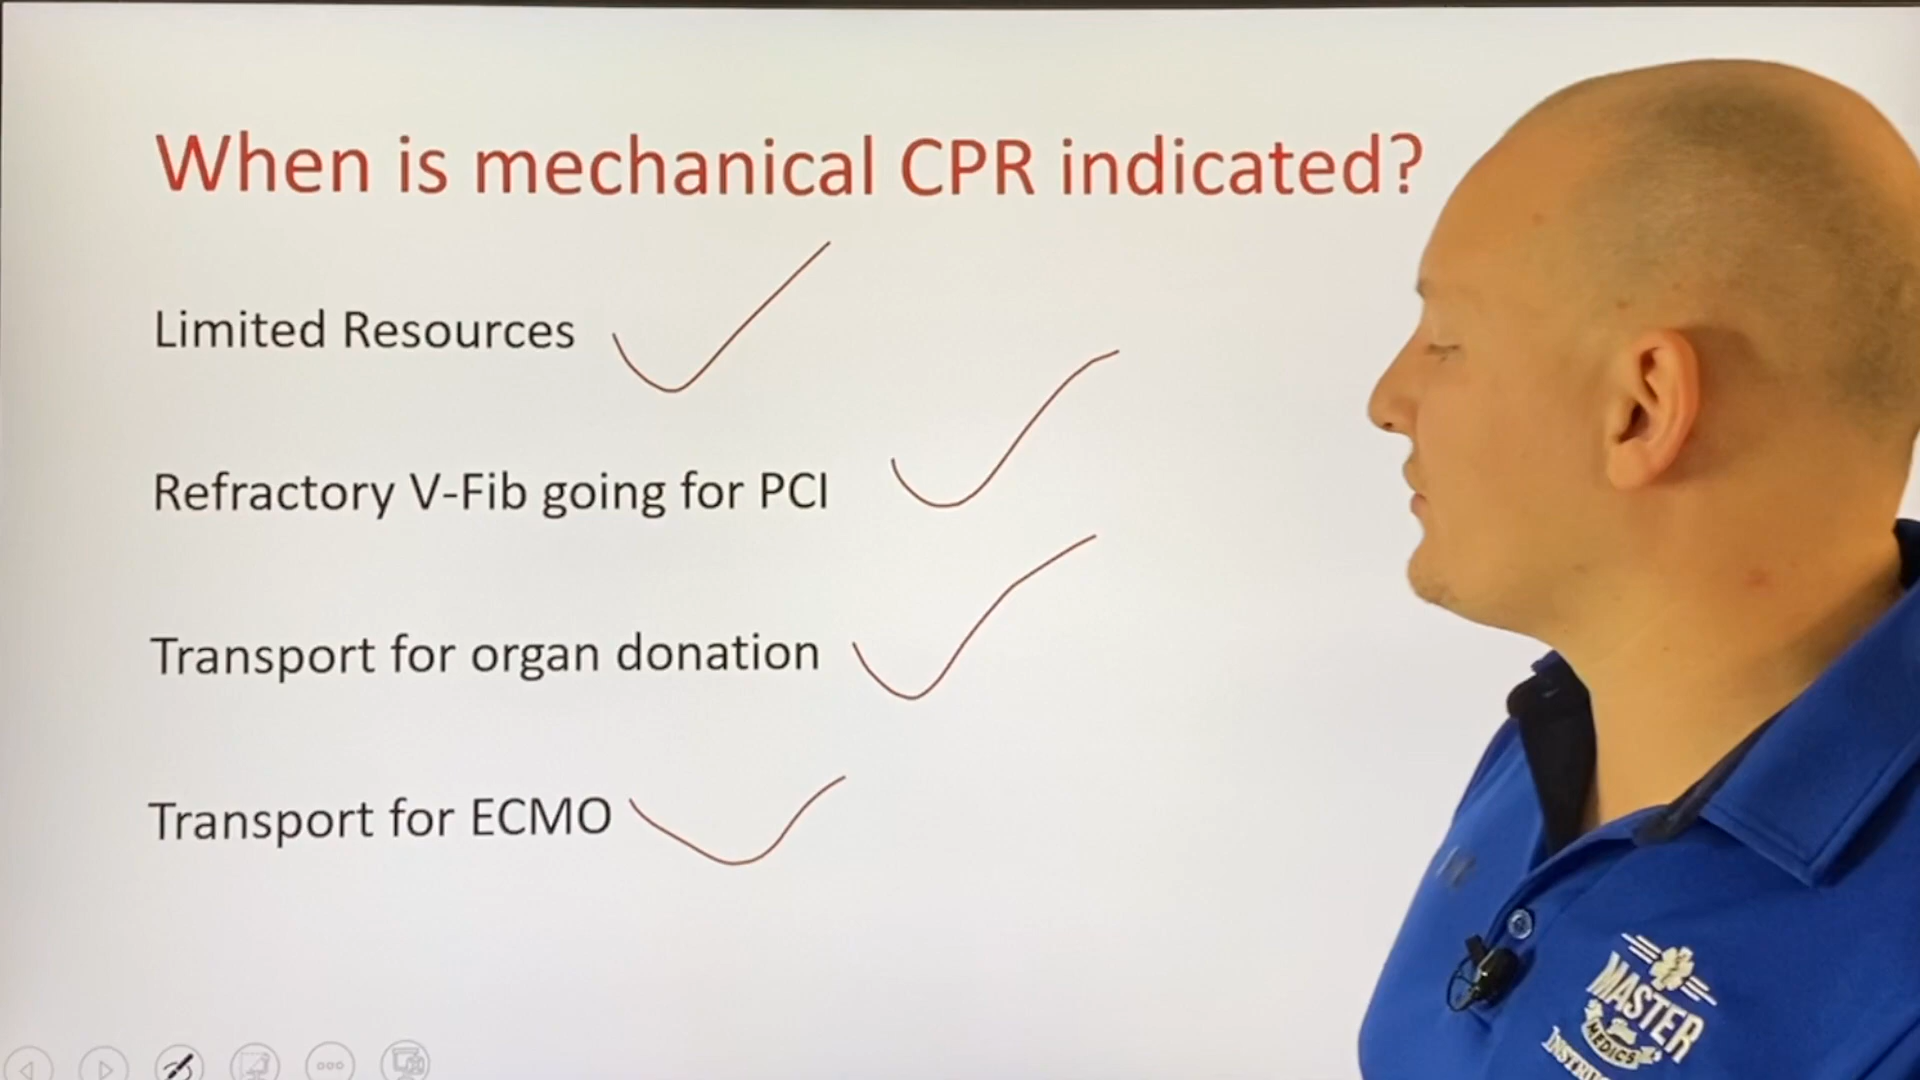 When is mechanical CPR indicated?
Limited Resources
Refractory V-Fib going for PCI
Transport for organ donation
Transport for ECMO
MASTER
MEDICS